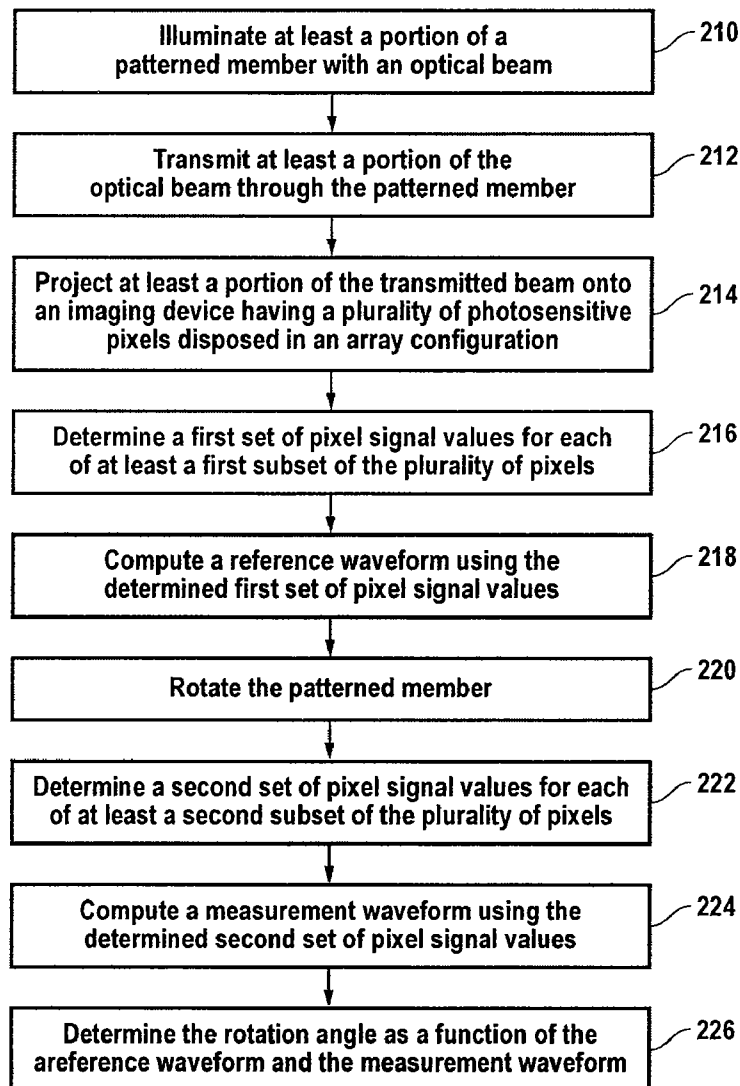 Illuminate at least a portion of a
patterned member with an optical beam
210
Transmit at least a portion of the
optical beam through the patterned member
212
Project at least a portion of the transmitted beam onto
an imaging device having a plurality of photosensitive
pixels disposed in an array configuration
214
Determine a first set of pixel signal values for each
of at least a first subset of the plurality of pixels
216
Compute a reference waveform using the
determined first set of pixel signal values
218
Rotate the patterned member
220
Determine a second set of pixel signal values for each
of at least a second subset of the plurality of pixels
222
Compute a measurement waveform using the
determined second set of pixel signal values
224
Determine the rotation angle as a function of the
areference waveform and the measurement waveform
226